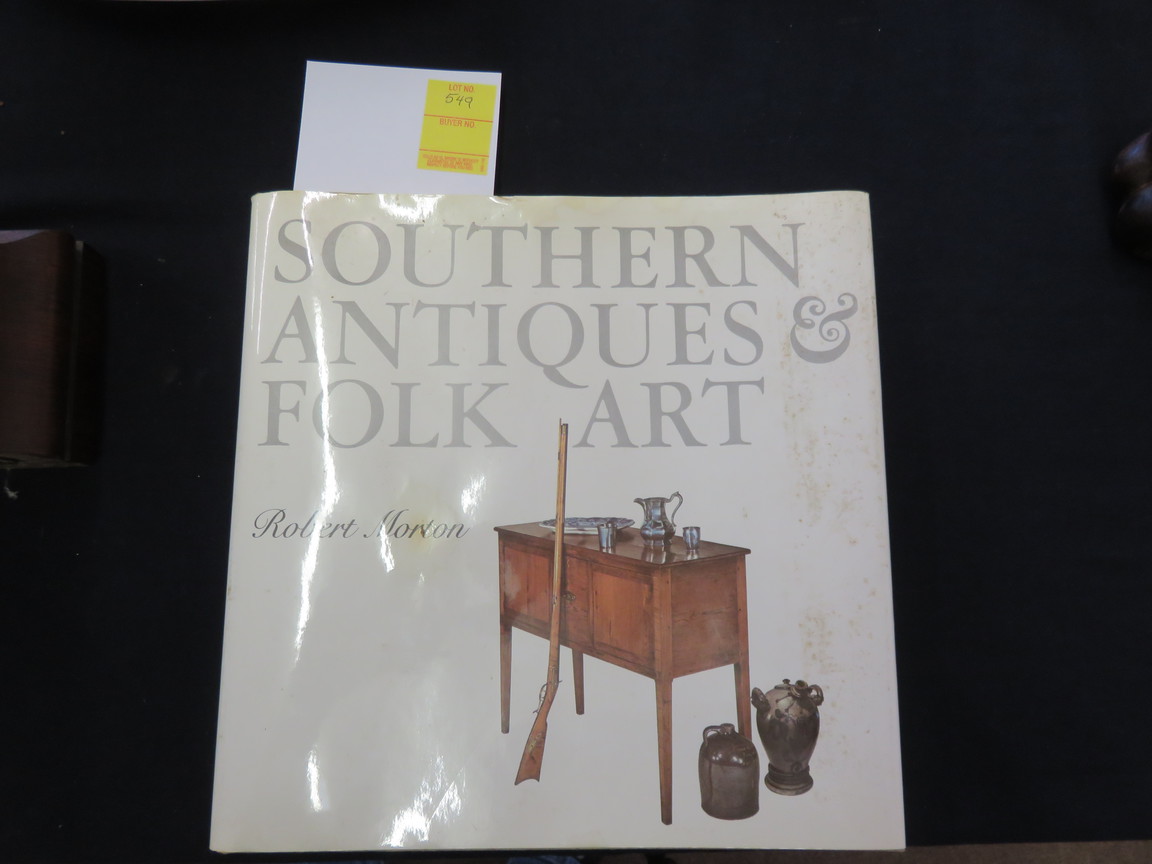 LOT NO.
549
BUYER NO.
SOUTHERN
ANTIQUES &
FOLK ART
Robert Morton